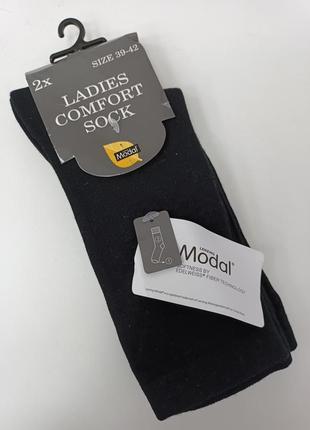 2x
SIZE 39-42
LADIES
COMFORT
SOCK
Modal
LENZING
Modal®
SOFTNESS BY
EDELWEISS® FIBER TECHNOLOGY